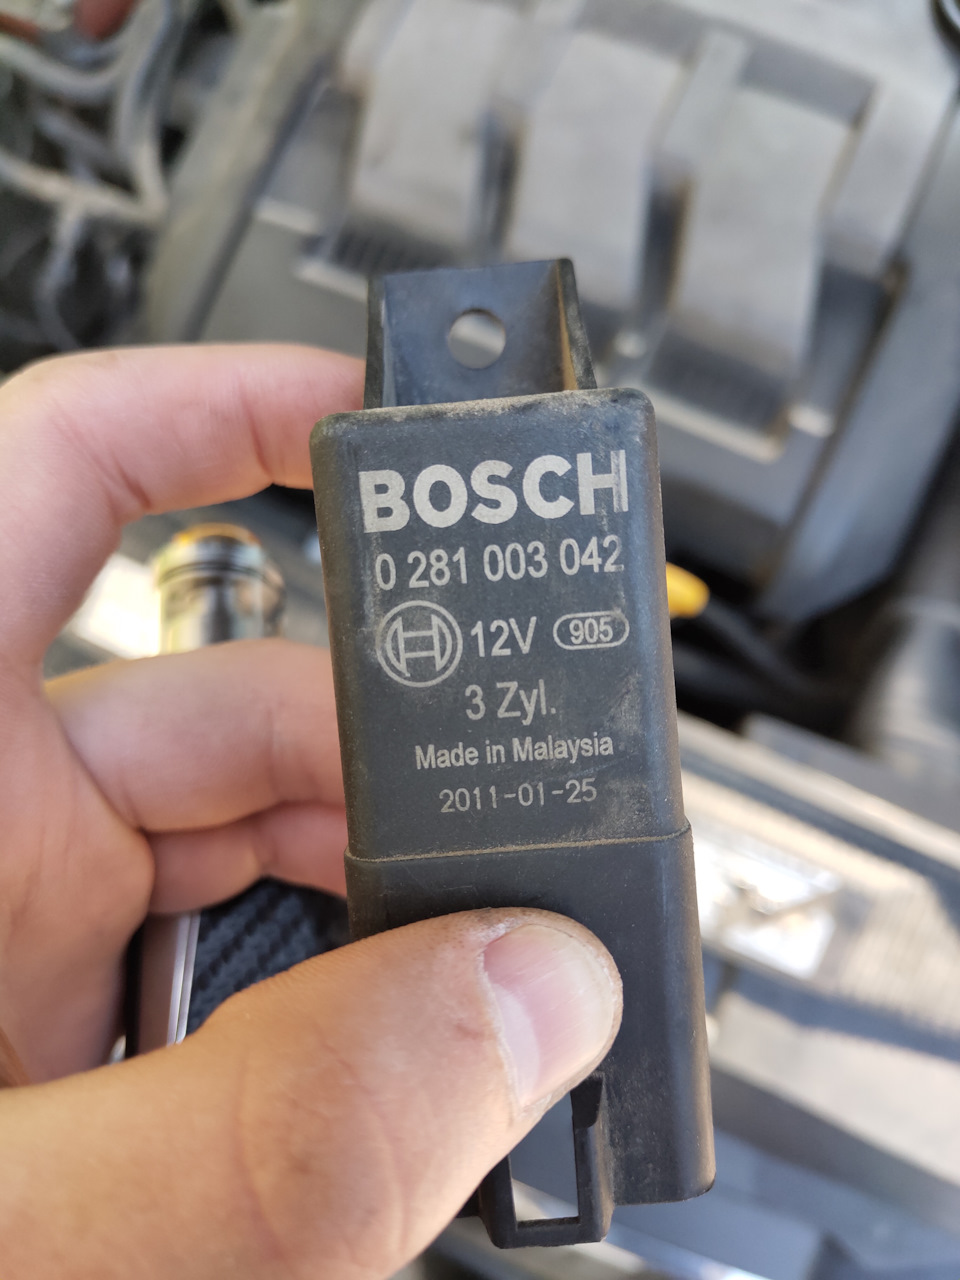 BOSCH
0 281 003 042
12V 905
3 Zyl.
Made in Malaysia
2011-01-25